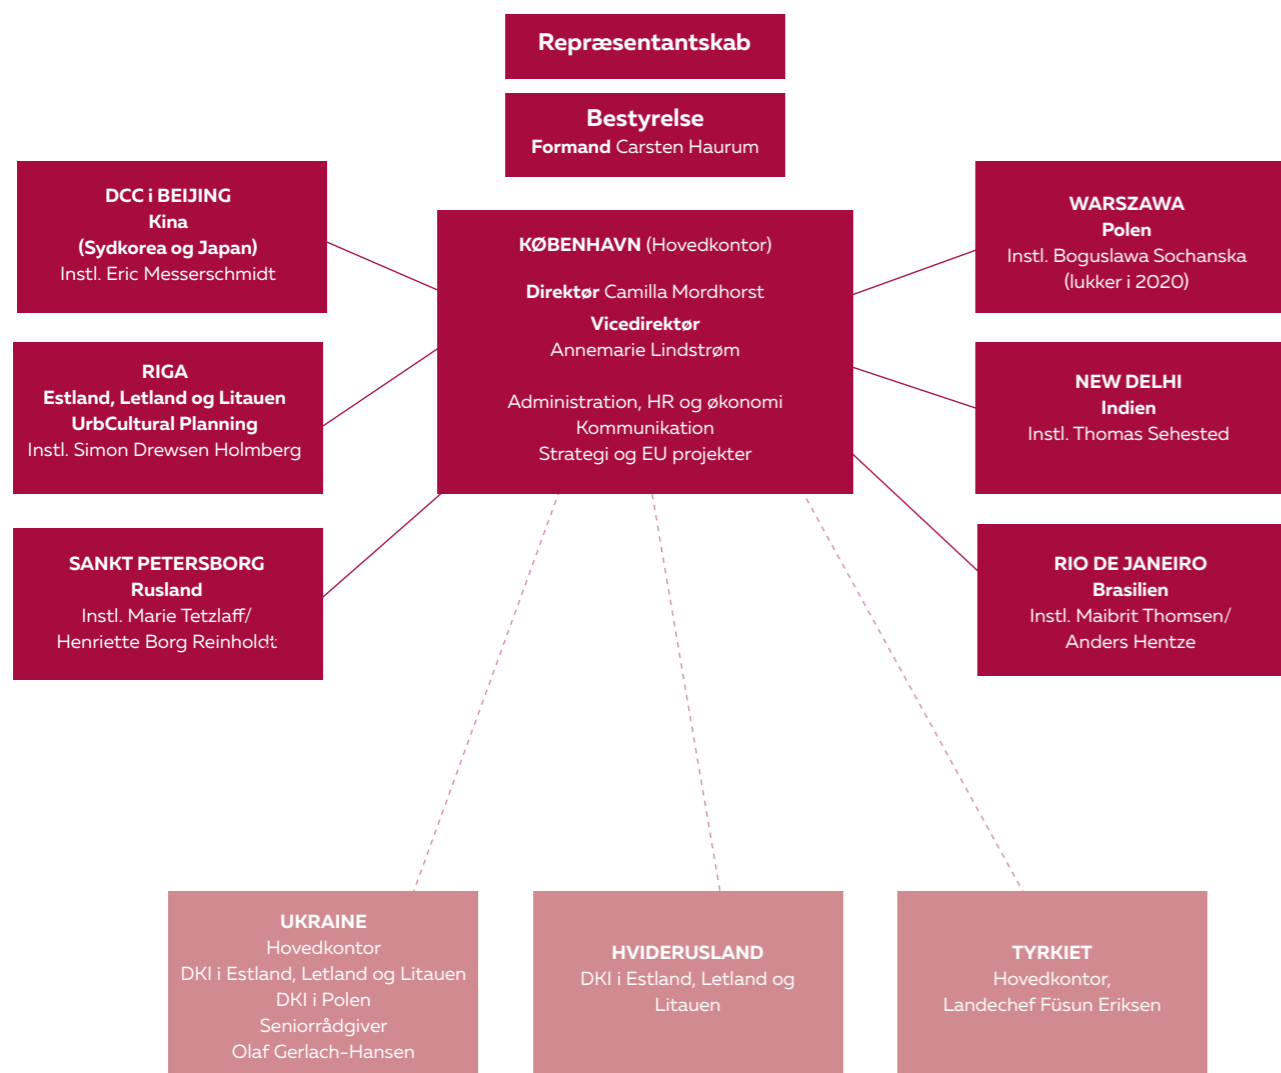 Repræsentantskab
Bestyrelse
Formand Carsten Haurum
DCC i BEIJING
Kina
(Sydkorea og Japan)
Instl. Eric Messerschmidt
KØBENHAVN (Hovedkontor)
Direktør Camilla Mordhorst
Vicedirektør
Annemarie Lindstrøm
Administration, HR og økonomi
Kommunikation
Strategi og EU projekter
WARSZAWA
Polen
Instl. Boguslawa Sochanska
(lukker i 2020)
RIGA
Estland, Letland og Litauen
UrbCultural Planning
Instl. Simon Drewsen Holmberg
NEW DELHI
Indien
Instl. Thomas Sehested
SANKT PETERSBORG
Rusland
Instl. Marie Tetzlaff/
Henriette Borg Reinholdt
RIO DE JANEIRO
Brasilien
Instl. Maibrit Thomsen/
Anders Hentze
UKRAINE
Hovedkontor
DKI i Estland, Letland og Litauen
DKI i Polen
Seniorrådgiver
Olaf Gerlach-Hansen
HVIDERUSLAND
DKI i Estland, Letland og
Litauen
TYRKIET
Hovedkontor,
Landechef Füsun Eriksen